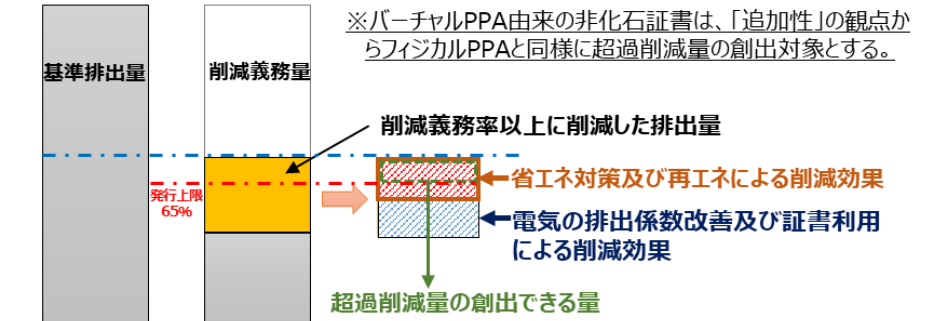 ※バーチャルPPA由来の非化石証書は、「追加性」の観点か
らフィジカルPPAと同様に超過削減量の創出対象とする。
基準排出量
削減義務量
削減義務率以上に削減した排出量
省エネ対策及び再エネによる削減効果
発行上限
65%
電気の排出係数改善及び証書利用
による削減効果
超過削減量の創出できる量